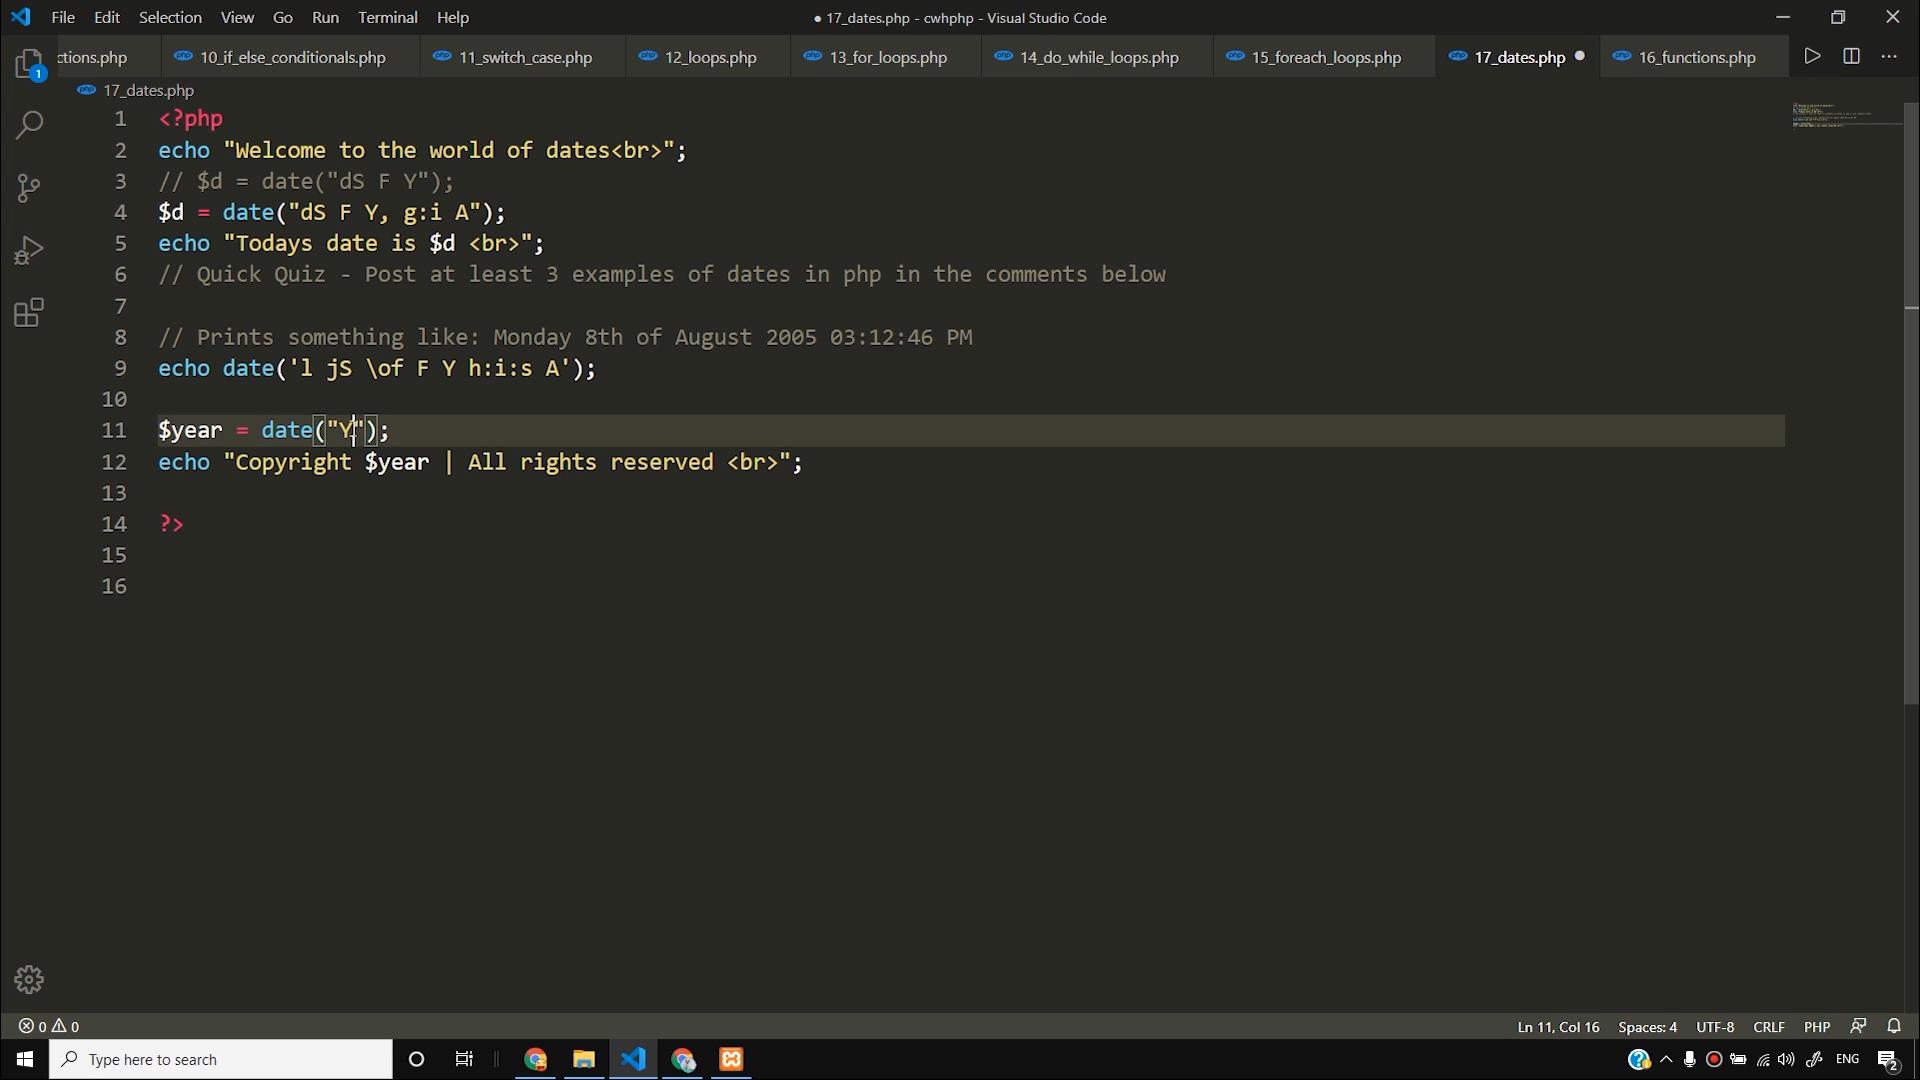 File Edit Selection View Go Run Terminal Help
● 17_dates.php - cwhphp - Visual Studio Code
ctions.php 10_if_else_conditionals.php 11_switch_case.php 12_loops.php 13_for_loops.php 14_do_while_loops.php 15_foreach_loops.php 17_dates.php ● 16_functions.php
1
17_dates.php
1 <?php
2 echo "Welcome to the world of dates<br>";
3 // $d = date("dS F Y");
4 $d = date("dS F Y, g:i A");
5 echo "Todays date is $d <br>";
6 // Quick Quiz - Post at least 3 examples of dates in php in the comments below
7
8 // Prints something like: Monday 8th of August 2005 03:12:46 PM
9 echo date('l jS \of F Y h:i:s A');
10
11 $year = date("Y");
12 echo "Copyright $year | All rights reserved <br>";
13
14 ?>
15
16
0 0
Ln 11, Col 16 Spaces: 4 UTF-8 CRLF PHP
Type here to search
ENG 2